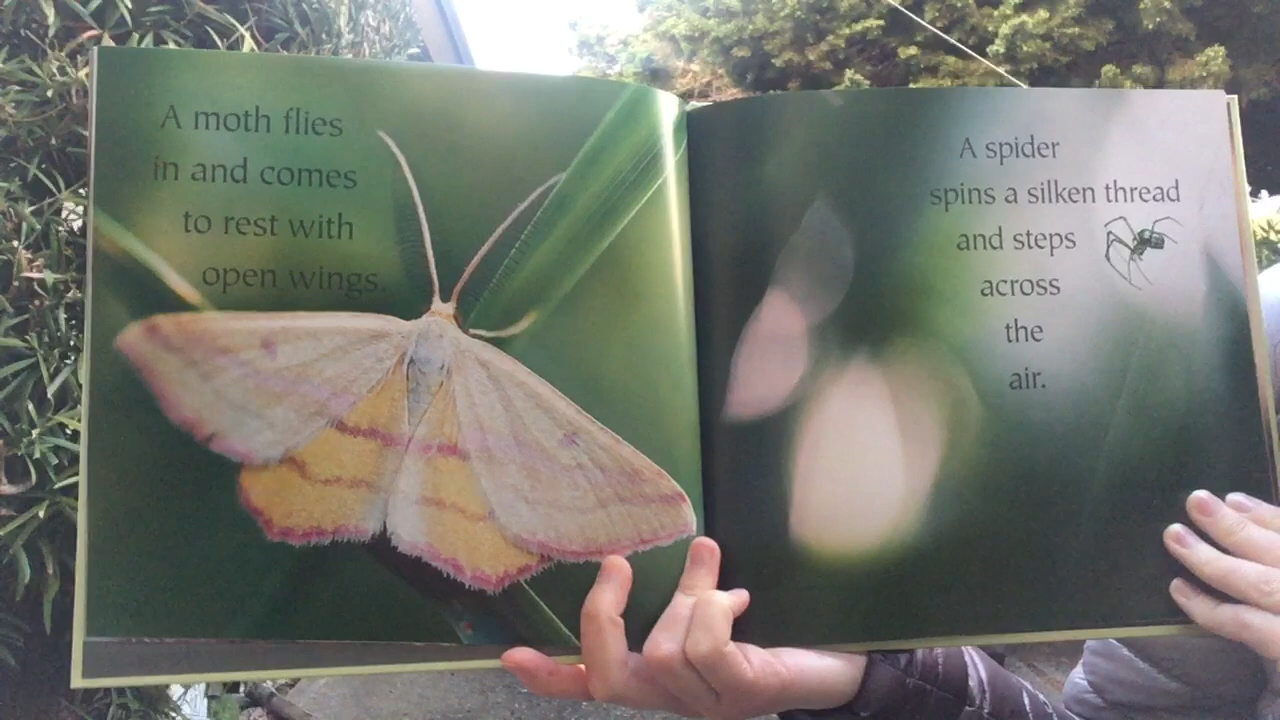 A moth flies
in and comes
to rest with
open wings.
A spider
spins a silken thread
and steps
across
the
air.